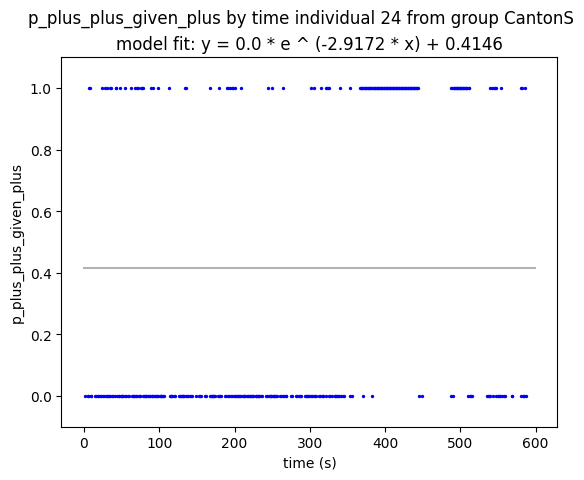 p_plus_plus_given_plus by time individual 24 from group CantonS
model fit: y = 0.0 * e ^ (-2.9172 * x) + 0.4146
p_plus_plus_given_plus
1.0
0.8
0.6
0.4
0.2
0.0
0 100 200 300 400 500 600
time (s)